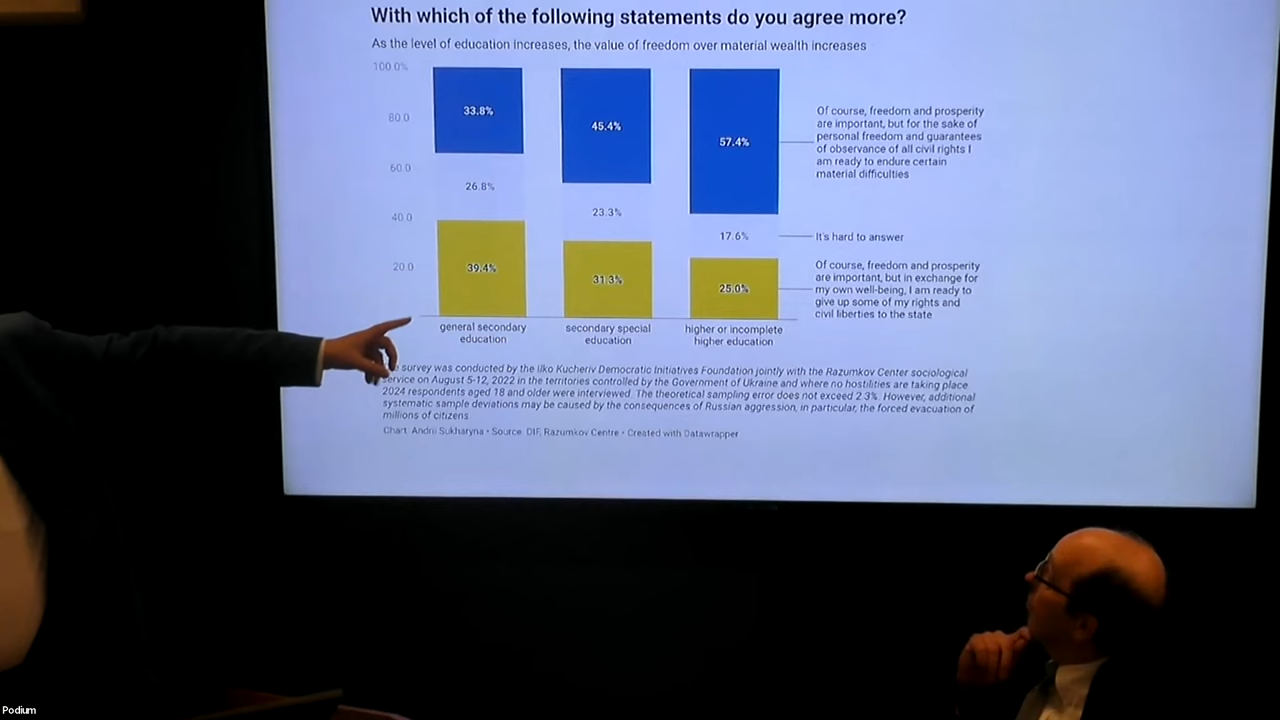 With which of the following statements do you agree more?
As the level of education increases, the value of freedom over material wealth increases
100.0%
80.0
60.0
40.0
20.0
33.8%
26.8%
39.4%
45.4%
23.3%
31.3%
57.4%
17.6%
25.0%
Of course, freedom and prosperity
are important, but for the sake of
personal freedom and guarantees
of observance of all civil rights I
am ready to endure certain
material difficulties
It's hard to answer
Of course, freedom and prosperity
are important, but in exchange for
my own well-being, I am ready to
give up some of my rights and
civil liberties to the state
general secondary
education
secondary special
education
higher or incomplete
higher education
survey was conducted by the Ilko Kucheriv Democratic Initiatives Foundation jointly with the Razumkov Center sociological
service on August 5-12, 2022 in the territories controlled by the Government of Ukraine and where no hostilities are taking place.
2024 respondents aged 18 and older were interviewed. The theoretical sampling error does not exceed 2.3%. However, additional
systematic sample deviations may be caused by the consequences of Russian aggression, in particular, the forced evacuation of
millions of citizens.
Chart: Andrii Sukharyna • Source: DIF, Razumkov Centre • Created with Datawrapper
Podium